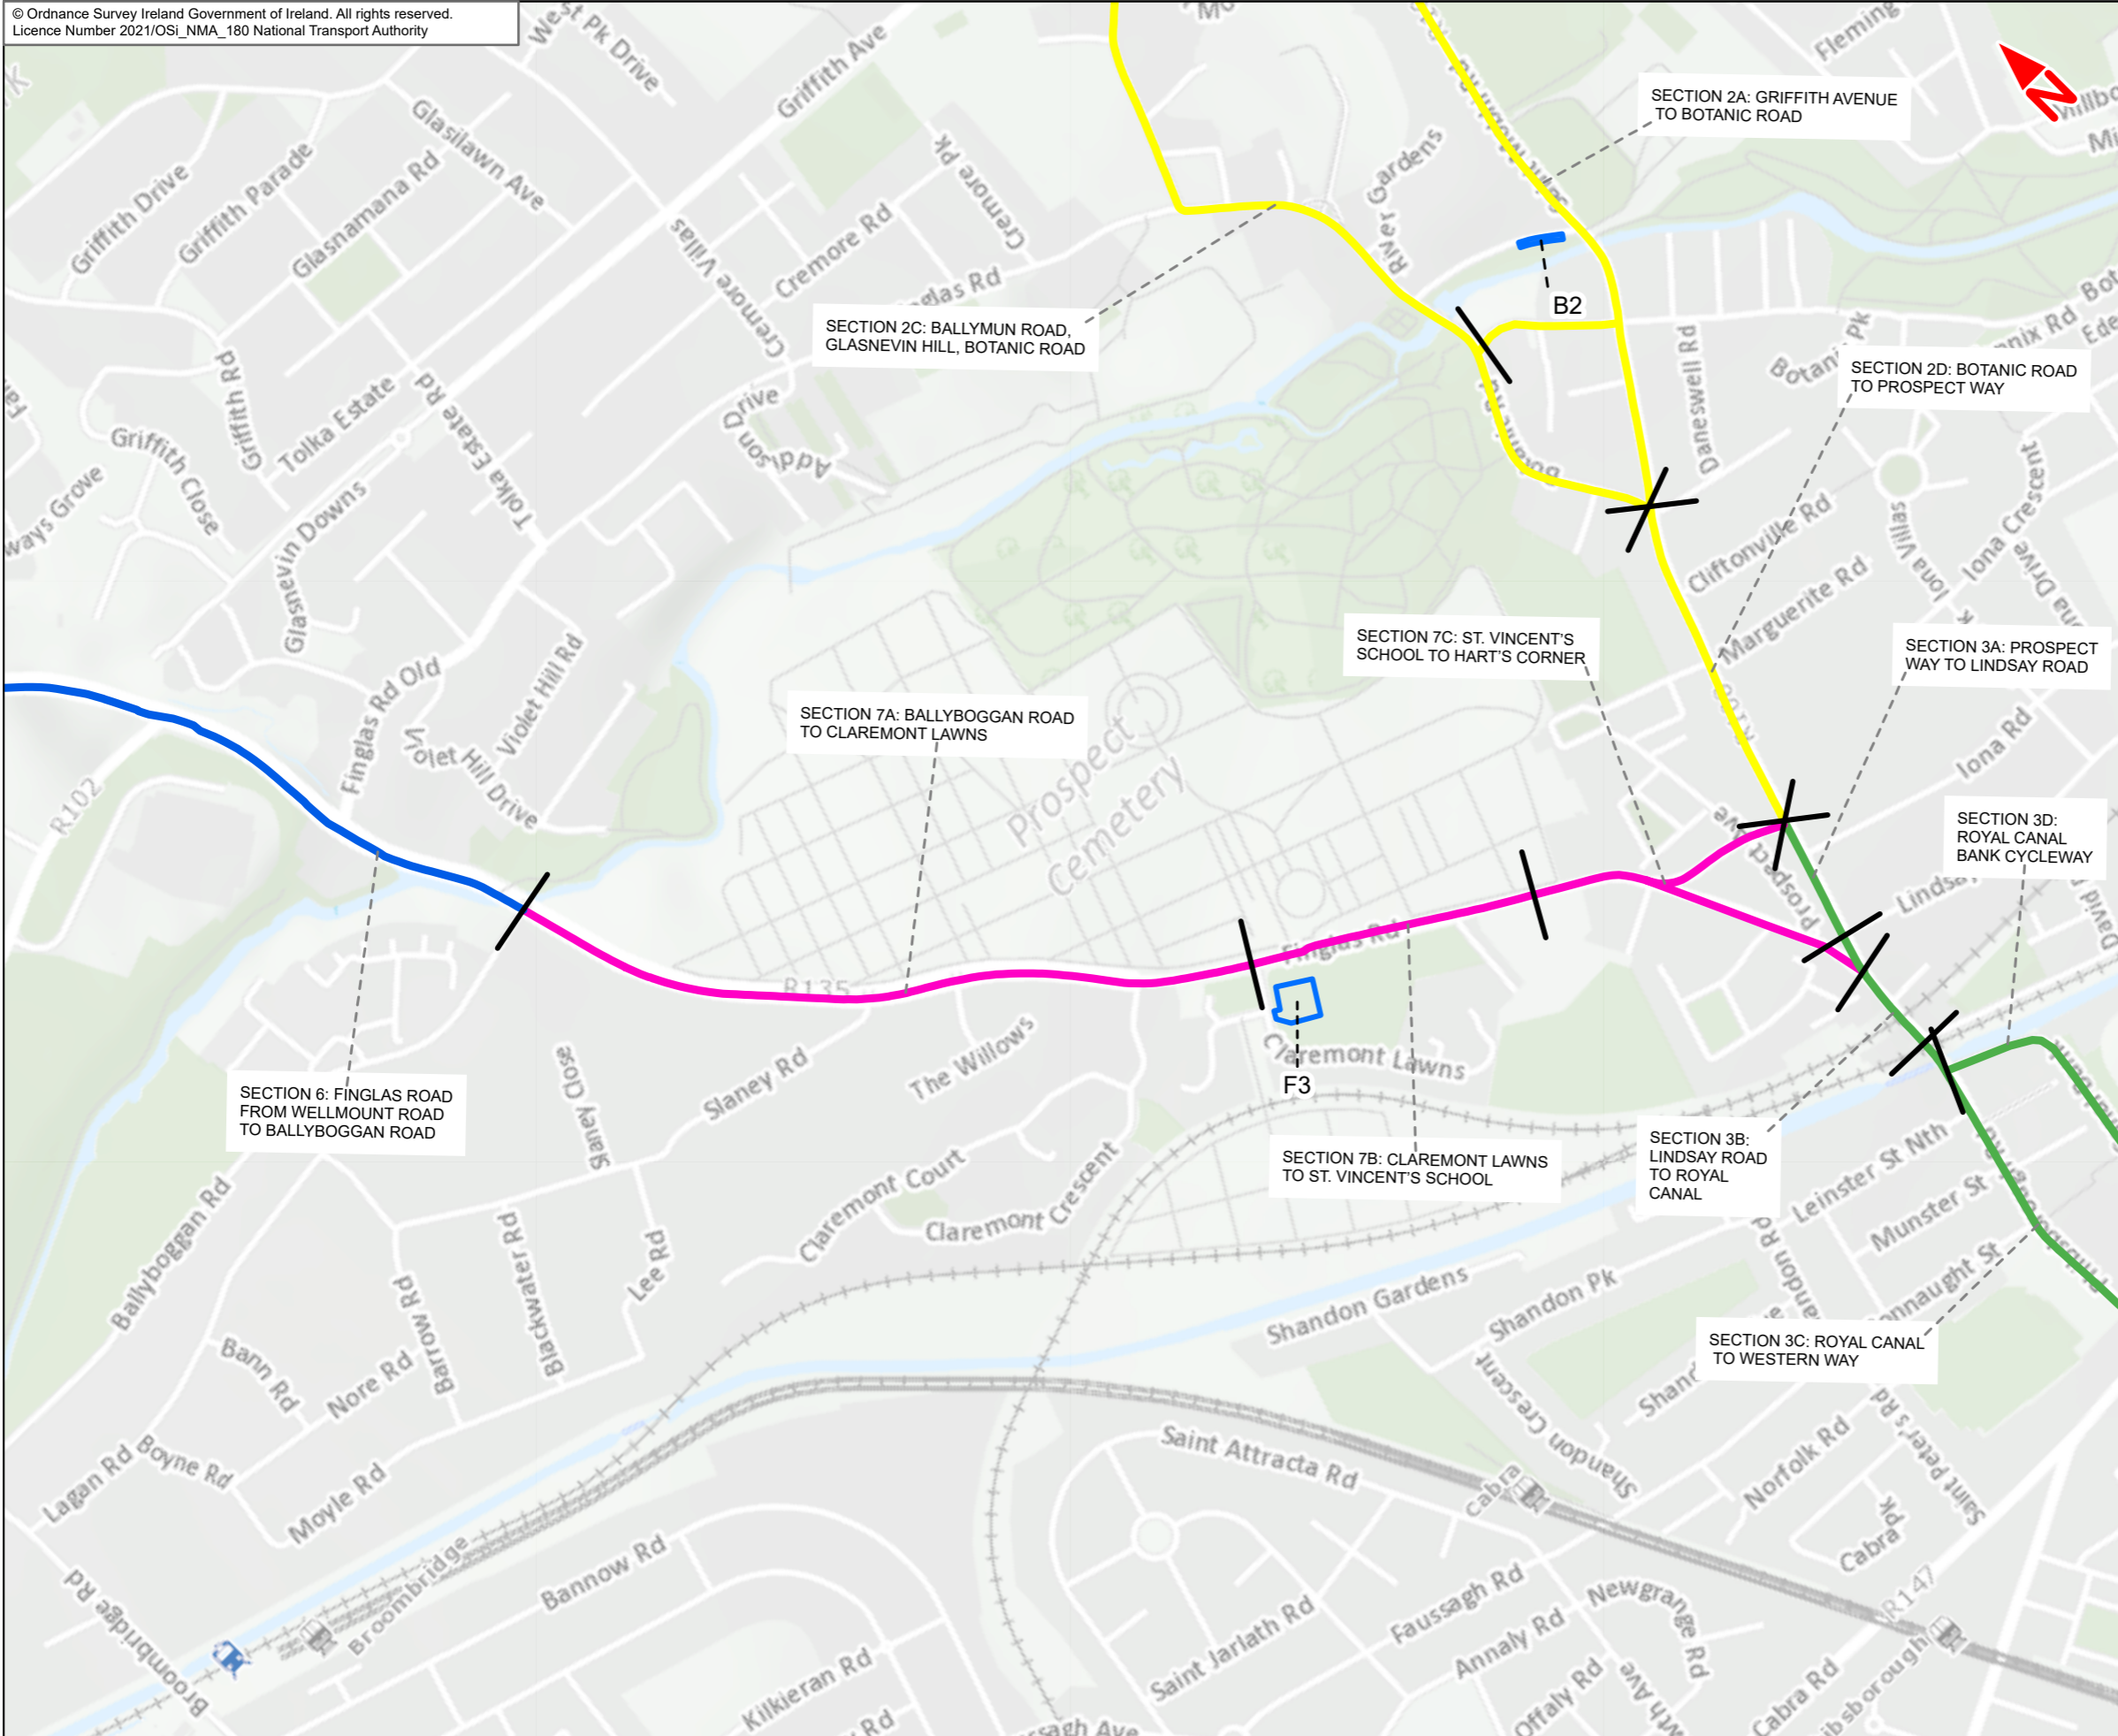 © Ordnance Survey Ireland Government of Ireland. All rights reserved.
Licence Number 2021/OSi_NMA_180 National Transport Authority
West Pk Drive
Griffith Ave
Fleming
Glasilawn Ave
Griffith Drive
Griffith Parade
Glasnamana Rd
Cremore Pk
Cremore Villas
Cremore Rd
River Gardens
SECTION 2A: GRIFFITH AVENUE
TO BOTANIC ROAD
N
B2
SECTION 2C: BALLYMUN ROAD,
GLASNEVIN HILL, BOTANIC ROAD
SECTION 2D: BOTANIC ROAD
TO PROSPECT WAY
Griffith Rd
Tolka Estate
Tolka Estate Rd
Griffith Close
Glasnevin Downs
Addison Drive
Daneswell Rd
Cliftonville Rd
Marguerite Rd
Iona Villas
Iona Crescent
Iona Rd
Finglas Rd Old
Violet Hill Rd
Violet Hill Drive
R102
SECTION 7C: ST. VINCENT'S
SCHOOL TO HART'S CORNER
SECTION 3A: PROSPECT
WAY TO LINDSAY ROAD
SECTION 7A: BALLYBOGGAN ROAD
TO CLAREMONT LAWNS
Prospect
Cemetery
SECTION 3D:
ROYAL CANAL
BANK CYCLEWAY
R135
Finglas Rd
Claremont Lawns
F3
Slaney Close
Slaney Rd
The Willows
SECTION 6: FINGLAS ROAD
FROM WELLMOUNT ROAD
TO BALLYBOGGAN ROAD
SECTION 7B: CLAREMONT LAWNS
TO ST. VINCENT'S SCHOOL
SECTION 3B:
LINDSAY ROAD
TO ROYAL
CANAL
Leinster St Nth
Munster St
Claremont Court
Claremont Crescent
Ballyboggan Rd
Barrow Rd
Blackwater Rd
Lee Rd
Shandon Gardens
Shandon Pk
Shandon Crescent
SECTION 3C: ROYAL CANAL
TO WESTERN WAY
Bann Rd
Nore Rd
Boyne Rd
Lagan Rd
Moyle Rd
Saint Attracta Rd
Cabra
Norfolk Rd
Saint Peter's Rd
Cabra Pk
R147
Broombridge Rd
Broombridge
Bannow Rd
Kilkieran Rd
Saint Jarlath Rd
Faussagh Rd
Annaly Rd
Newgrange Rd
Offaly Rd
Cabra Rd